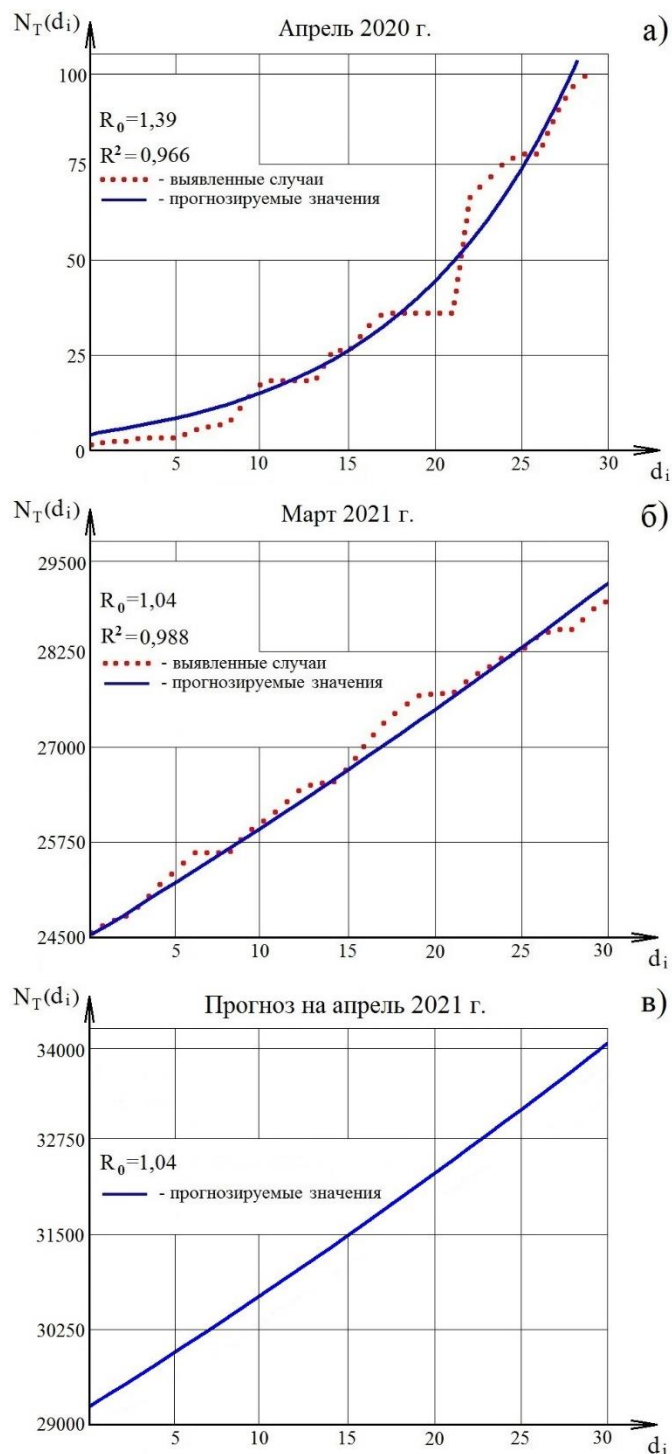 N_T(d_i)
Апрель 2020 г.
а)
100
R_0=1,39
R²=0,966
75
- выявленные случаи
- прогнозируемые значения
50
25
0
5
10
15
20
25
30
d_i
N_T(d_i)
Март 2021 г.
б)
29500
R_0=1,04
R²=0,988
28250
- выявленные случаи
- прогнозируемые значения
27000
25750
24500
5
10
15
20
25
30
d_i
N_T(d_i)
Прогноз на апрель 2021 г.
в)
34000
32750
R_0=1,04
- прогнозируемые значения
31500
30250
29000
5
10
15
20
25
30
d_i